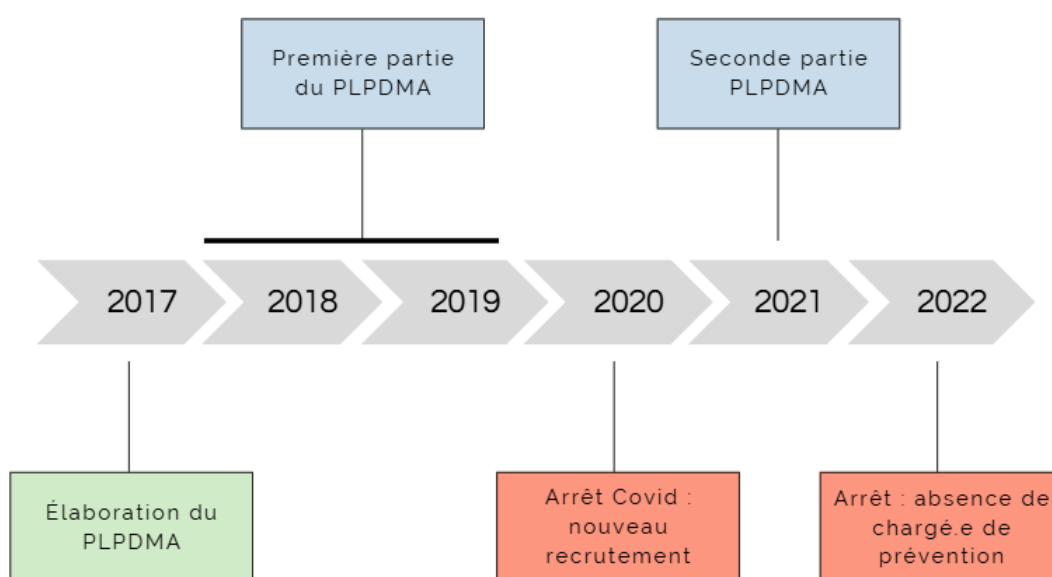 Première partie
du PLPDMA
Seconde partie
PLPDMA
2017
2018
2019
2020
2021
2022
Élaboration du
PLPDMA
Arrêt Covid :
nouveau
recrutement
Arrêt : absence de
chargé.e de
prévention